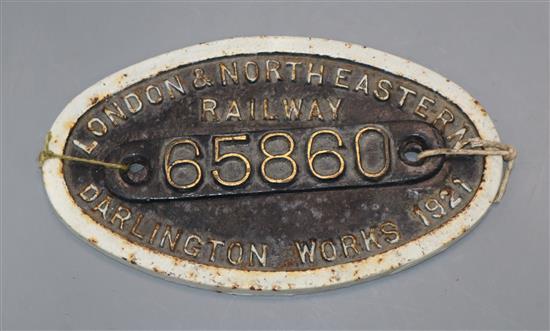 LONDON & NORTH EASTERN
RAILWAY
65860
DARLINGTON WORKS 1921